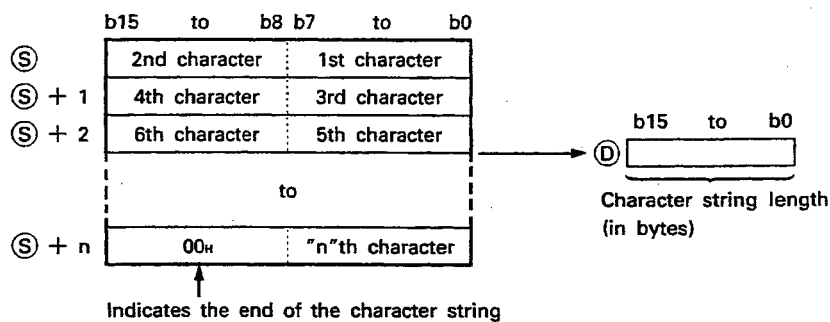 b15 to b8 b7 to b0
Ⓢ 2nd character 1st character
Ⓢ + 1 4th character 3rd character
Ⓢ + 2 6th character 5th character
b15 to b0
Ⓓ
to
Character string length
(in bytes)
Ⓢ + n 00H "n"th character
Indicates the end of the character string